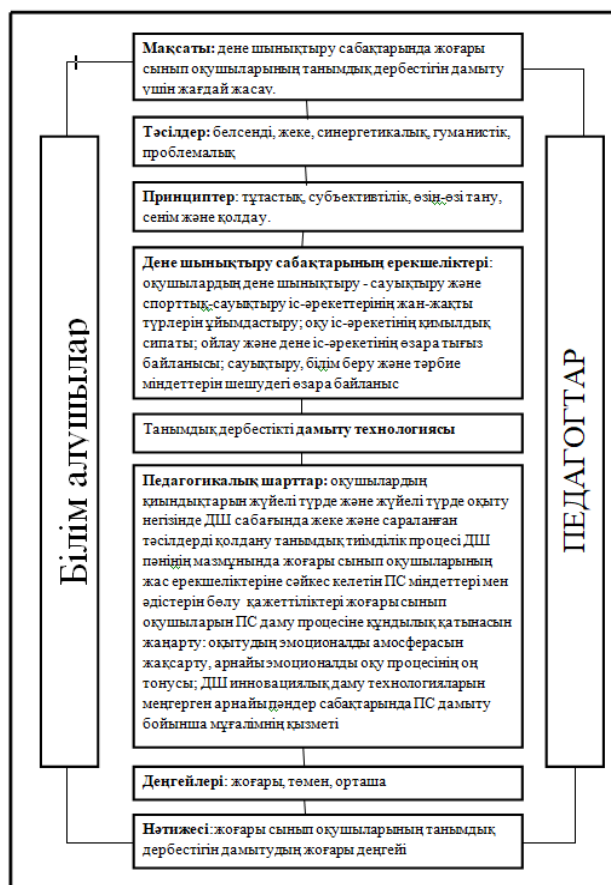 Мақсаты: дене шынықтыру сабақтарында жоғары
сынып оқушыларының танымдық дербестігін дамыту
үшін жағдай жасау.
Тәсілдер: белсенді, жеке, синергетикалық, гуманистік,
проблемалық
Принциптер: тұтастық, субъективтілік, өзін-өзі тану,
сенім және қолдау.
Дене шынықтыру сабақтарының ерекшеліктері:
оқушылардың дене шынықтыру - сауықтыру және
спорттық-сауықтыру іс-әрекеттерінің жан-жақты
түрлерін ұйымдастыру; оқу іс-әрекетінің қимылдық
сипаты; ойлау және дене іс-әрекетінің өзара тығыз
байланысы; сауықтыру, бідім беру және тәрбие
міндеттерін шешудегі өзара байланыс
Танымдық дербестікті дамыту технологиясы
Педагогикалық шарттар: оқушылардың
қиындықтарын жүйелі түрде және жүйелі түрде оқыту
негізінде ДШ сабағында жеке және сараланған
тәсілдерді қолдану танымдық тиімділік процесі ДШ
пәнінің мазмұнында жоғары сынып оқушыларының
жас ерекшеліктеріне сәйкес келетін ПС міндеттері мен
әдістерін бөлу қажеттіліктері жоғары сынып
оқушыларын ПС даму процесіне құндылық қатынасын
жаңарту: оқытудың эмоционалды амосферасын
жақсарту, арнайы эмоционалды оқу процесінің оң
тонусы; ДШ инновациялық даму технологияларын
меңгерген арнайы пәндер сабақтарында ПС дамыту
бойынша мұғалімнің қызметі
Деңгейлері: жоғары, төмен, орташа
Нәтижесі:жоғары сынып оқушыларының танымдық
дербестігін дамытудың жоғары деңгейі
Білім алушылар
ПЕДАГОГТАР